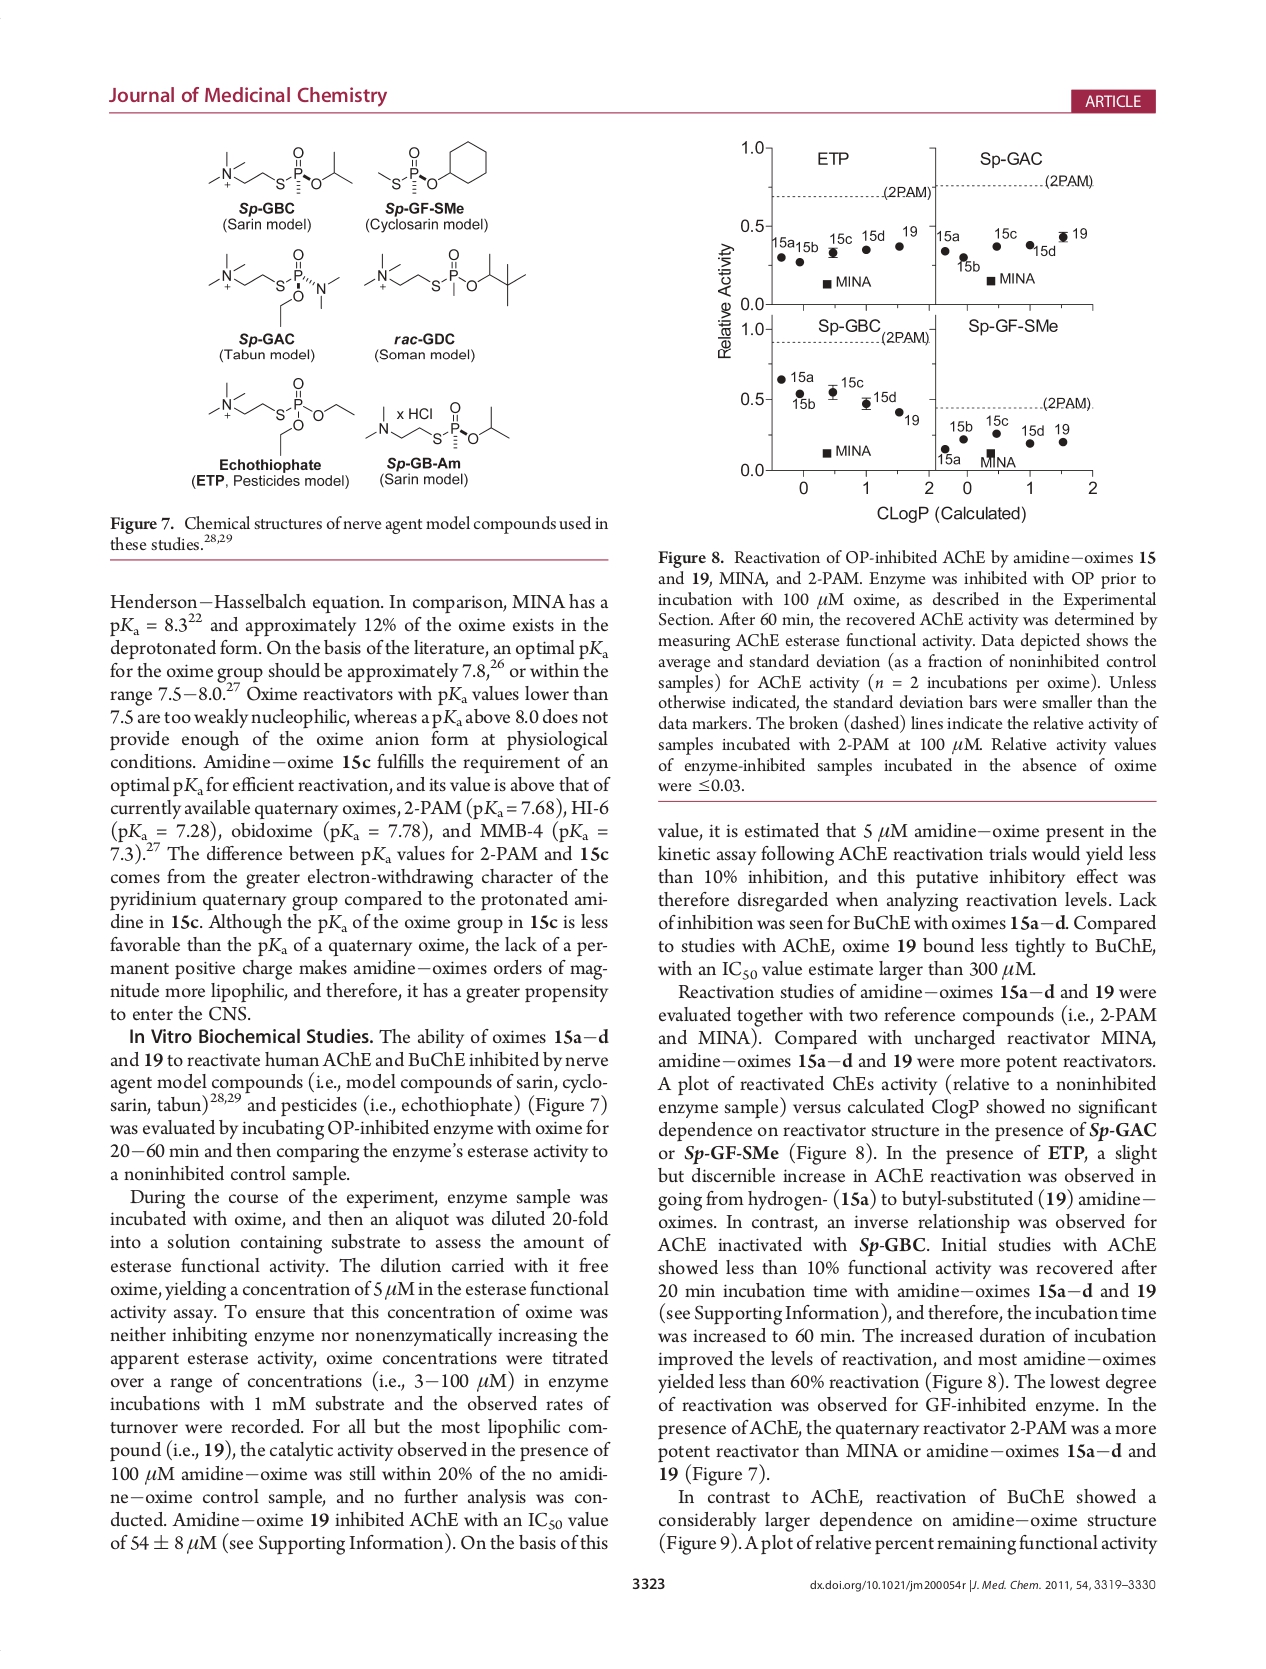 Journal of Medicinal Chemistry
ARTICLE
Sp-GBC
(Sarin model)
Sp-GF-SMe
(Cyclosarin model)
Sp-GAC
(Tabun model)
rac-GDC
(Soman model)
x HCl
Echothiophate
(ETP, Pesticides model)
Sp-GB-Am
(Sarin model)
Figure 7. Chemical structures of nerve agent model compounds used in
these studies.28,29
Henderson−Hasselbalch equation. In comparison, MINA has a
pKa = 8.322 and approximately 12% of the oxime exists in the
deprotonated form. On the basis of the literature, an optimal pKa
for the oxime group should be approximately 7.8,26 or within the
range 7.5−8.0.27 Oxime reactivators with pKa values lower than
7.5 are too weakly nucleophilic, whereas a pKa above 8.0 does not
provide enough of the oxime anion form at physiological
conditions. Amidine−oxime 15c fulfills the requirement of an
optimal pKa for efficient reactivation, and its value is above that of
currently available quaternary oximes, 2-PAM (pKa = 7.68), HI-6
(pKa = 7.28), obidoxime (pKa = 7.78), and MMB-4 (pKa =
7.3).27 The difference between pKa values for 2-PAM and 15c
comes from the greater electron-withdrawing character of the
pyridinium quaternary group compared to the protonated ami-
dine in 15c. Although the pKa of the oxime group in 15c is less
favorable than the pKa of a quaternary oxime, the lack of a per-
manent positive charge makes amidine−oximes orders of mag-
nitude more lipophilic, and therefore, it has a greater propensity
to enter the CNS.
In Vitro Biochemical Studies. The ability of oximes 15a−d
and 19 to reactivate human AChE and BuChE inhibited by nerve
agent model compounds (i.e., model compounds of sarin, cyclo-
sarin, tabun)28,29 and pesticides (i.e., echothiophate) (Figure 7)
was evaluated by incubating OP-inhibited enzyme with oxime for
20−60 min and then comparing the enzyme's esterase activity to
a noninhibited control sample.
During the course of the experiment, enzyme sample was
incubated with oxime, and then an aliquot was diluted 20-fold
into a solution containing substrate to assess the amount of
esterase functional activity. The dilution carried with it free
oxime, yielding a concentration of 5 μM in the esterase functional
activity assay. To ensure that this concentration of oxime was
neither inhibiting enzyme nor nonenzymatically increasing the
apparent esterase activity, oxime concentrations were titrated
over a range of concentrations (i.e., 3−100 μM) in enzyme
incubations with 1 mM substrate and the observed rates of
turnover were recorded. For all but the most lipophilic com-
pound (i.e., 19), the catalytic activity observed in the presence of
100 μM amidine−oxime was still within 20% of the no amidi-
ne−oxime control sample, and no further analysis was con-
ducted. Amidine−oxime 19 inhibited AChE with an IC50 value
of 54 ± 8 μM (see Supporting Information). On the basis of this
Relative Activity
1.0
0.5
0.0
ETP
(2PAM)
15a
15b
15c
15d
19
MINA
Sp-GAC
(2PAM)
15a
15b
15c
15d
19
MINA
1.0
0.5
0.0
Sp-GBC
(2PAM)
15a
15b
15c
15d
19
MINA
Sp-GF-SMe
(2PAM)
15a
15b
15c
15d
19
MINA
0 1 2 0 1 2
CLogP (Calculated)
Figure 8. Reactivation of OP-inhibited AChE by amidine−oximes 15
and 19, MINA, and 2-PAM. Enzyme was inhibited with OP prior to
incubation with 100 μM oxime, as described in the Experimental
Section. After 60 min, the recovered AChE activity was determined by
measuring AChE esterase functional activity. Data depicted shows the
average and standard deviation (as a fraction of noninhibited control
samples) for AChE activity (n = 2 incubations per oxime). Unless
otherwise indicated, the standard deviation bars were smaller than the
data markers. The broken (dashed) lines indicate the relative activity of
samples incubated with 2-PAM at 100 μM. Relative activity values
of enzyme-inhibited samples incubated in the absence of oxime
were ≤0.03.
value, it is estimated that 5 μM amidine−oxime present in the
kinetic assay following AChE reactivation trials would yield less
than 10% inhibition, and this putative inhibitory effect was
therefore disregarded when analyzing reactivation levels. Lack
of inhibition was seen for BuChE with oximes 15a−d. Compared
to studies with AChE, oxime 19 bound less tightly to BuChE,
with an IC50 value estimate larger than 300 μM.
Reactivation studies of amidine−oximes 15a−d and 19 were
evaluated together with two reference compounds (i.e., 2-PAM
and MINA). Compared with uncharged reactivator MINA,
amidine−oximes 15a−d and 19 were more potent reactivators.
A plot of reactivated ChEs activity (relative to a noninhibited
enzyme sample) versus calculated ClogP showed no significant
dependence on reactivator structure in the presence of Sp-GAC
or Sp-GF-SMe (Figure 8). In the presence of ETP, a slight
but discernible increase in AChE reactivation was observed in
going from hydrogen- (15a) to butyl-substituted (19) amidine−
oximes. In contrast, an inverse relationship was observed for
AChE inactivated with Sp-GBC. Initial studies with AChE
showed less than 10% functional activity was recovered after
20 min incubation time with amidine−oximes 15a−d and 19
(see Supporting Information), and therefore, the incubation time
was increased to 60 min. The increased duration of incubation
improved the levels of reactivation, and most amidine−oximes
yielded less than 60% reactivation (Figure 8). The lowest degree
of reactivation was observed for GF-inhibited enzyme. In the
presence of AChE, the quaternary reactivator 2-PAM was a more
potent reactivator than MINA or amidine−oximes 15a−d and
19 (Figure 7).
In contrast to AChE, reactivation of BuChE showed a
considerably larger dependence on amidine−oxime structure
(Figure 9). A plot of relative percent remaining functional activity
3323
dx.doi.org/10.1021/jm200054r |J. Med. Chem. 2011, 54, 3319–3330